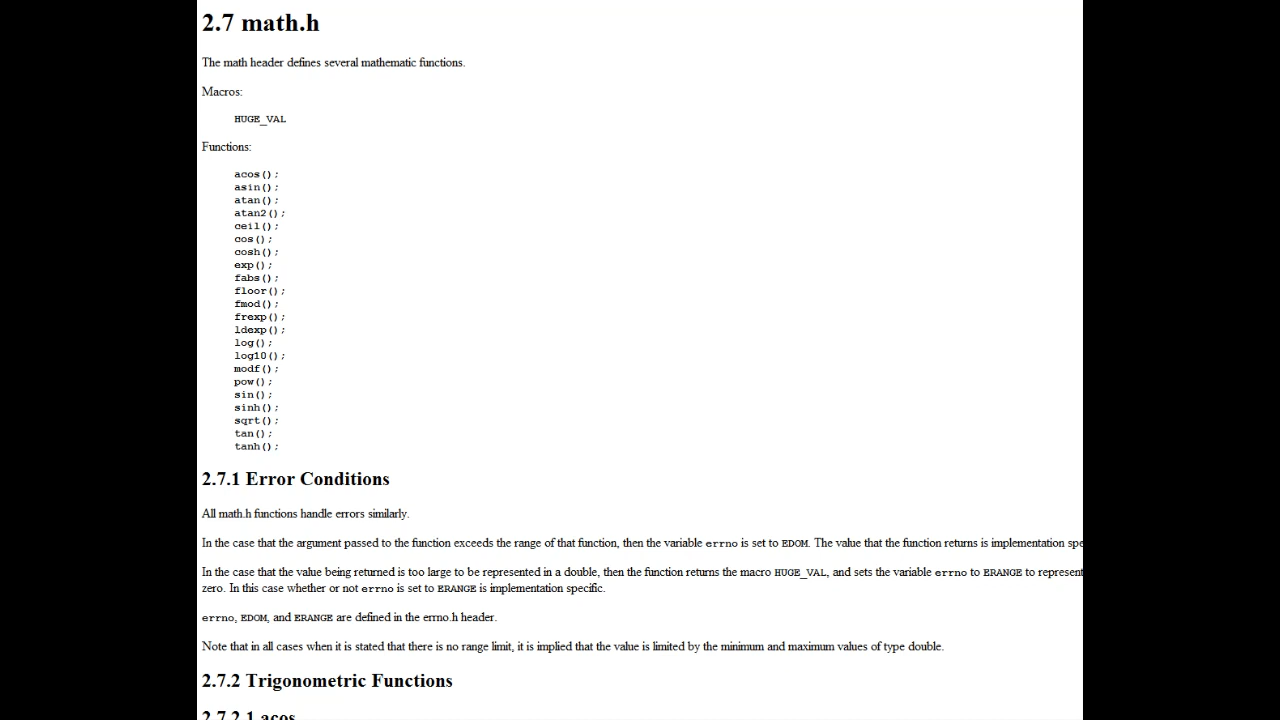 2.7 math.h
The math header defines several mathematic functions.
Macros:
HUGE_VAL
Functions:
acos();
asin();
atan();
atan2();
ceil();
cos();
cosh();
exp();
fabs();
floor();
fmod();
frexp();
ldexp();
log();
log10();
modf();
pow();
sin();
sinh();
sqrt();
tan();
tanh();
2.7.1 Error Conditions
All math.h functions handle errors similarly.
In the case that the argument passed to the function exceeds the range of that function, then the variable errno is set to EDOM. The value that the function returns is implementation spe
In the case that the value being returned is too large to be represented in a double, then the function returns the macro HUGE_VAL, and sets the variable errno to ERANGE to represent
zero. In this case whether or not errno is set to ERANGE is implementation specific.
errno, EDOM, and ERANGE are defined in the errno.h header.
Note that in all cases when it is stated that there is no range limit, it is implied that the value is limited by the minimum and maximum values of type double.
2.7.2 Trigonometric Functions
2.7.2.1 acos